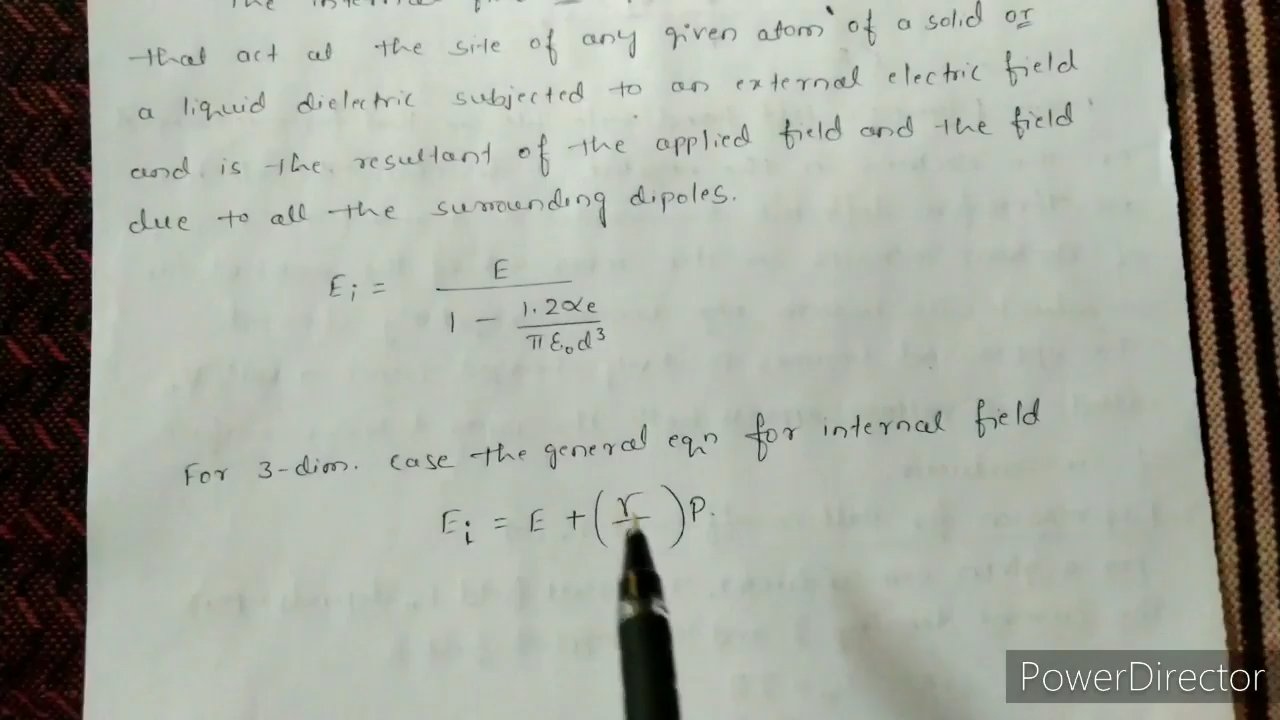 The
that act at the site of any given atom of a solid or
a liquid dielectric subjected to an external electric field
and is the resultant of the applied field and the field
due to all the surrounding dipoles.
Ei = E / (1 - 1.2αe / πε₀d³)
For 3-dim. case the general eqn for internal field
Ei = E + (γ/ )P.
PowerDirector